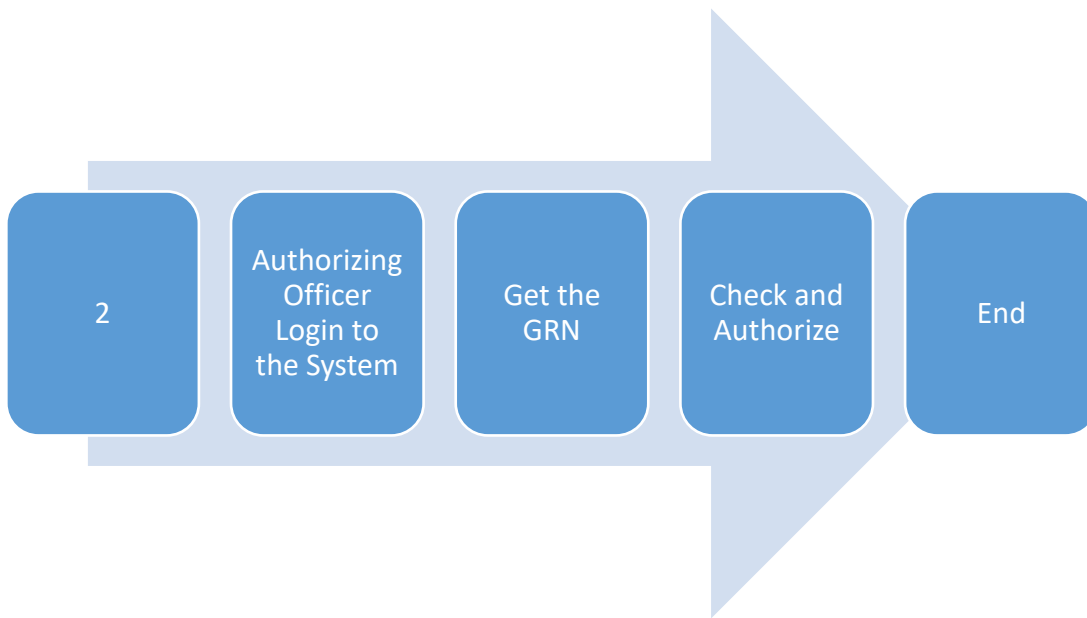 2
Authorizing
Officer
Login to
the System
Get the
GRN
Check and
Authorize
End